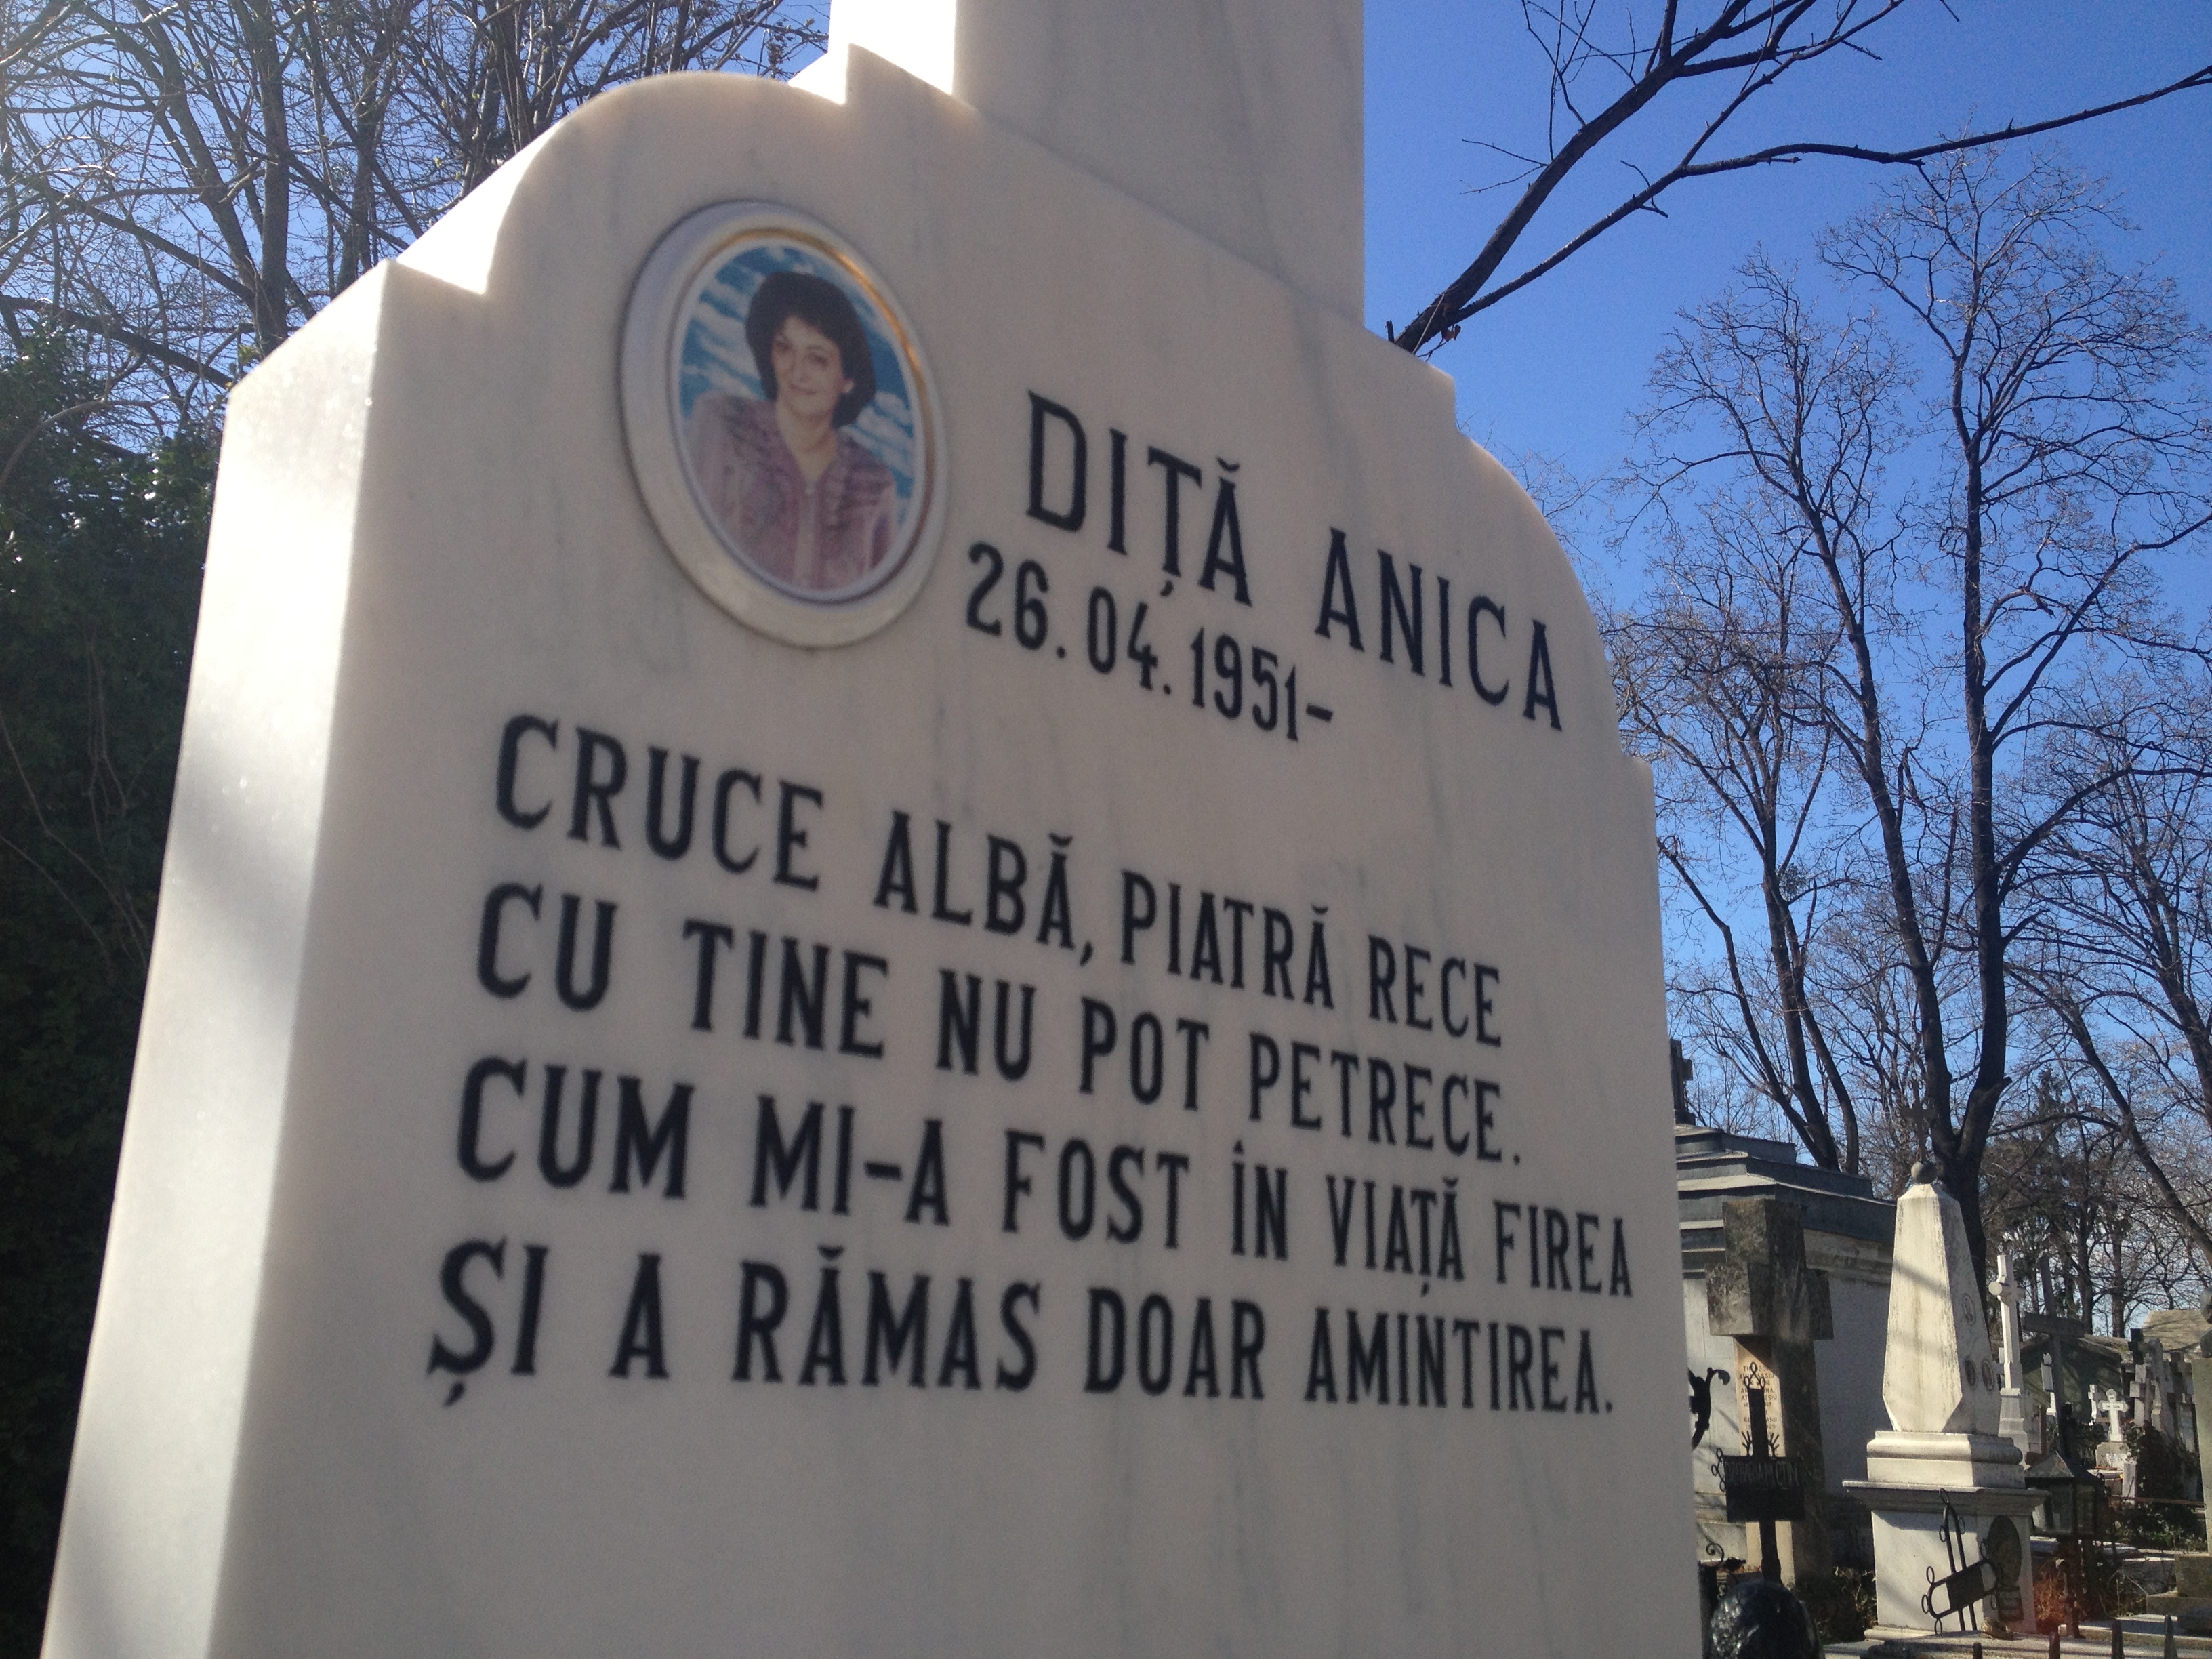 DIȚĂ ANICA
26.04.1951-
CRUCE ALBĂ, PIATRĂ RECE
CU TINE NU POT PETRECE.
CUM MI-A FOST ÎN VIAȚĂ FIREA
ȘI A RĂMAS DOAR AMINTIREA.